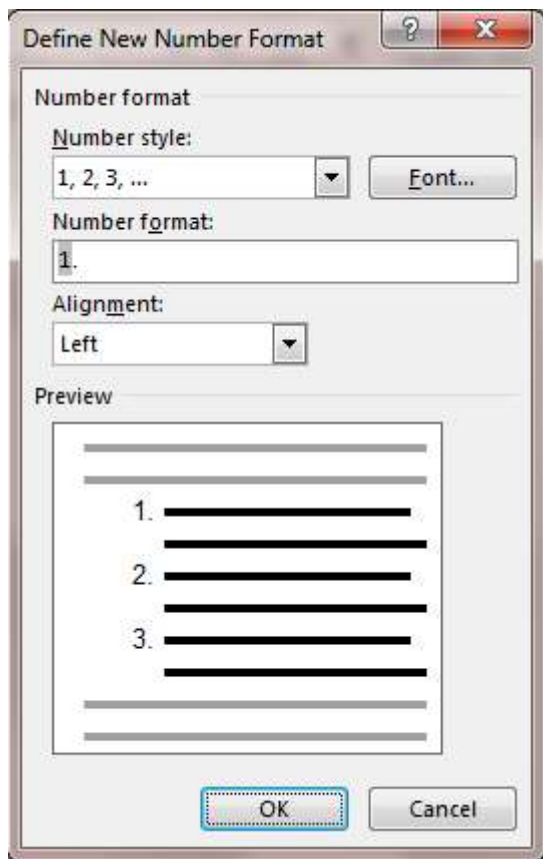 Define New Number Format
?
Number format
Number style:
1, 2, 3, ...
Font...
Number format:
1.
Alignment:
Left
Preview
1.
2.
3.
OK
Cancel